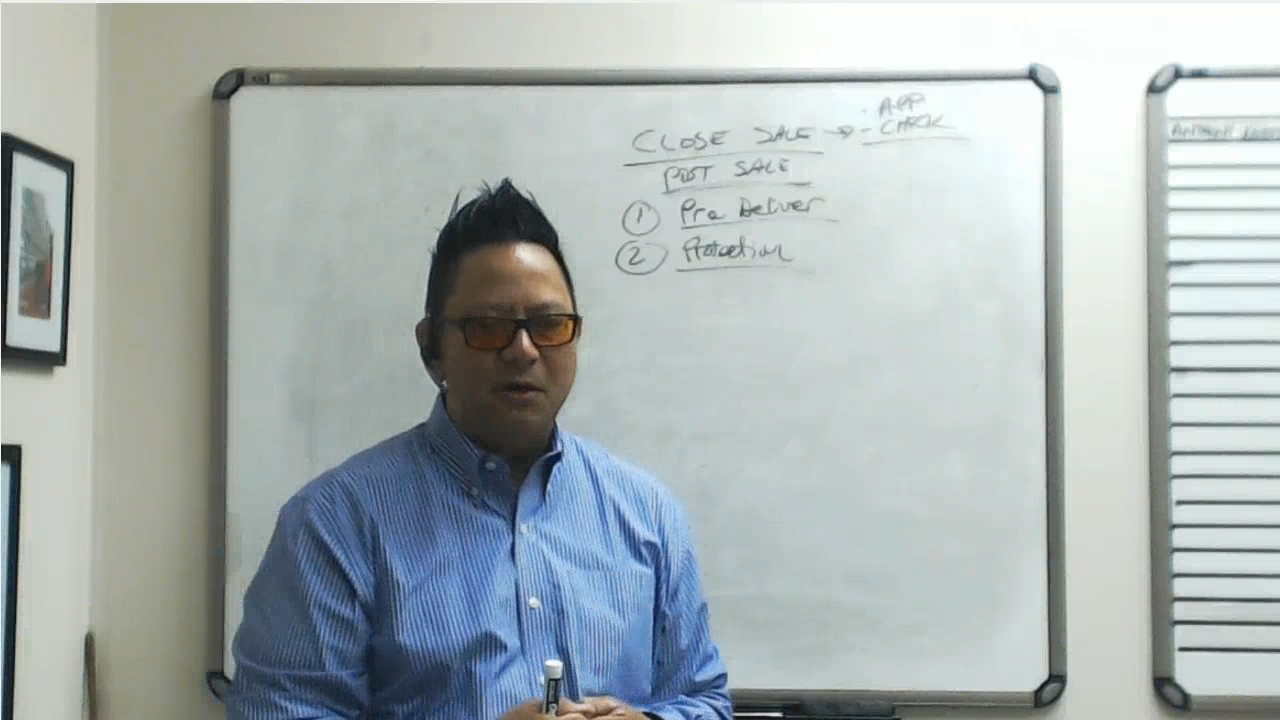 - APP
CLOSE SALE → - CHECK
POST SALE
① Pre Deliver
② Protection